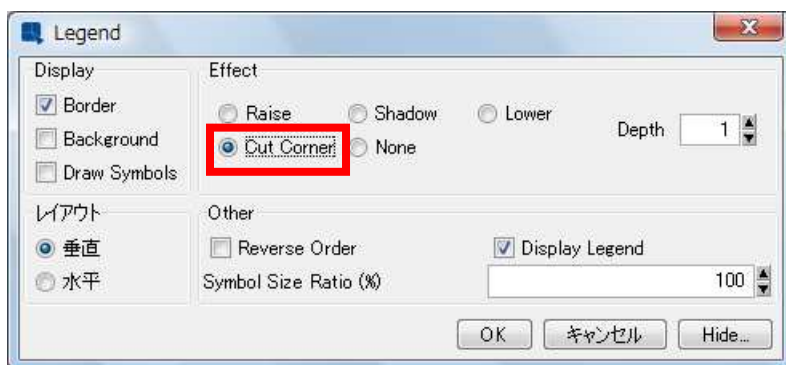 Legend
Display
Border
Background
Draw Symbols
Effect
Raise Shadow Lower
Cut Corner None
Depth 1
レイアウト
垂直
水平
Other
Reverse Order Display Legend
Symbol Size Ratio (%) 100
OK キャンセル Hide...